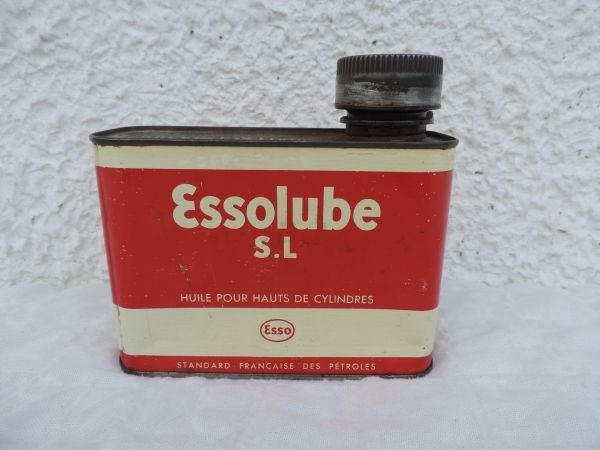 Essolube
S.L
HUILE POUR HAUTS DE CYLINDRES
Esso
STANDARD FRANÇAISE DES PÉTROLES